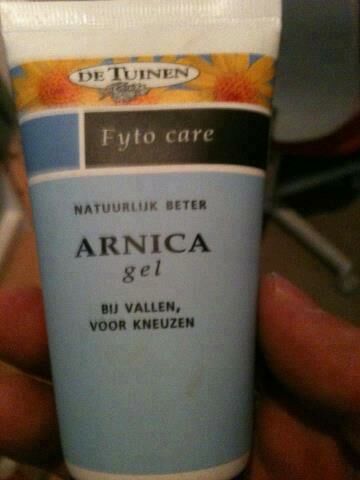 DE TUINEN
Fyto care
NATUURLIJK BETER
ARNICA
gel
BIJ VALLEN,
VOOR KNEUZEN